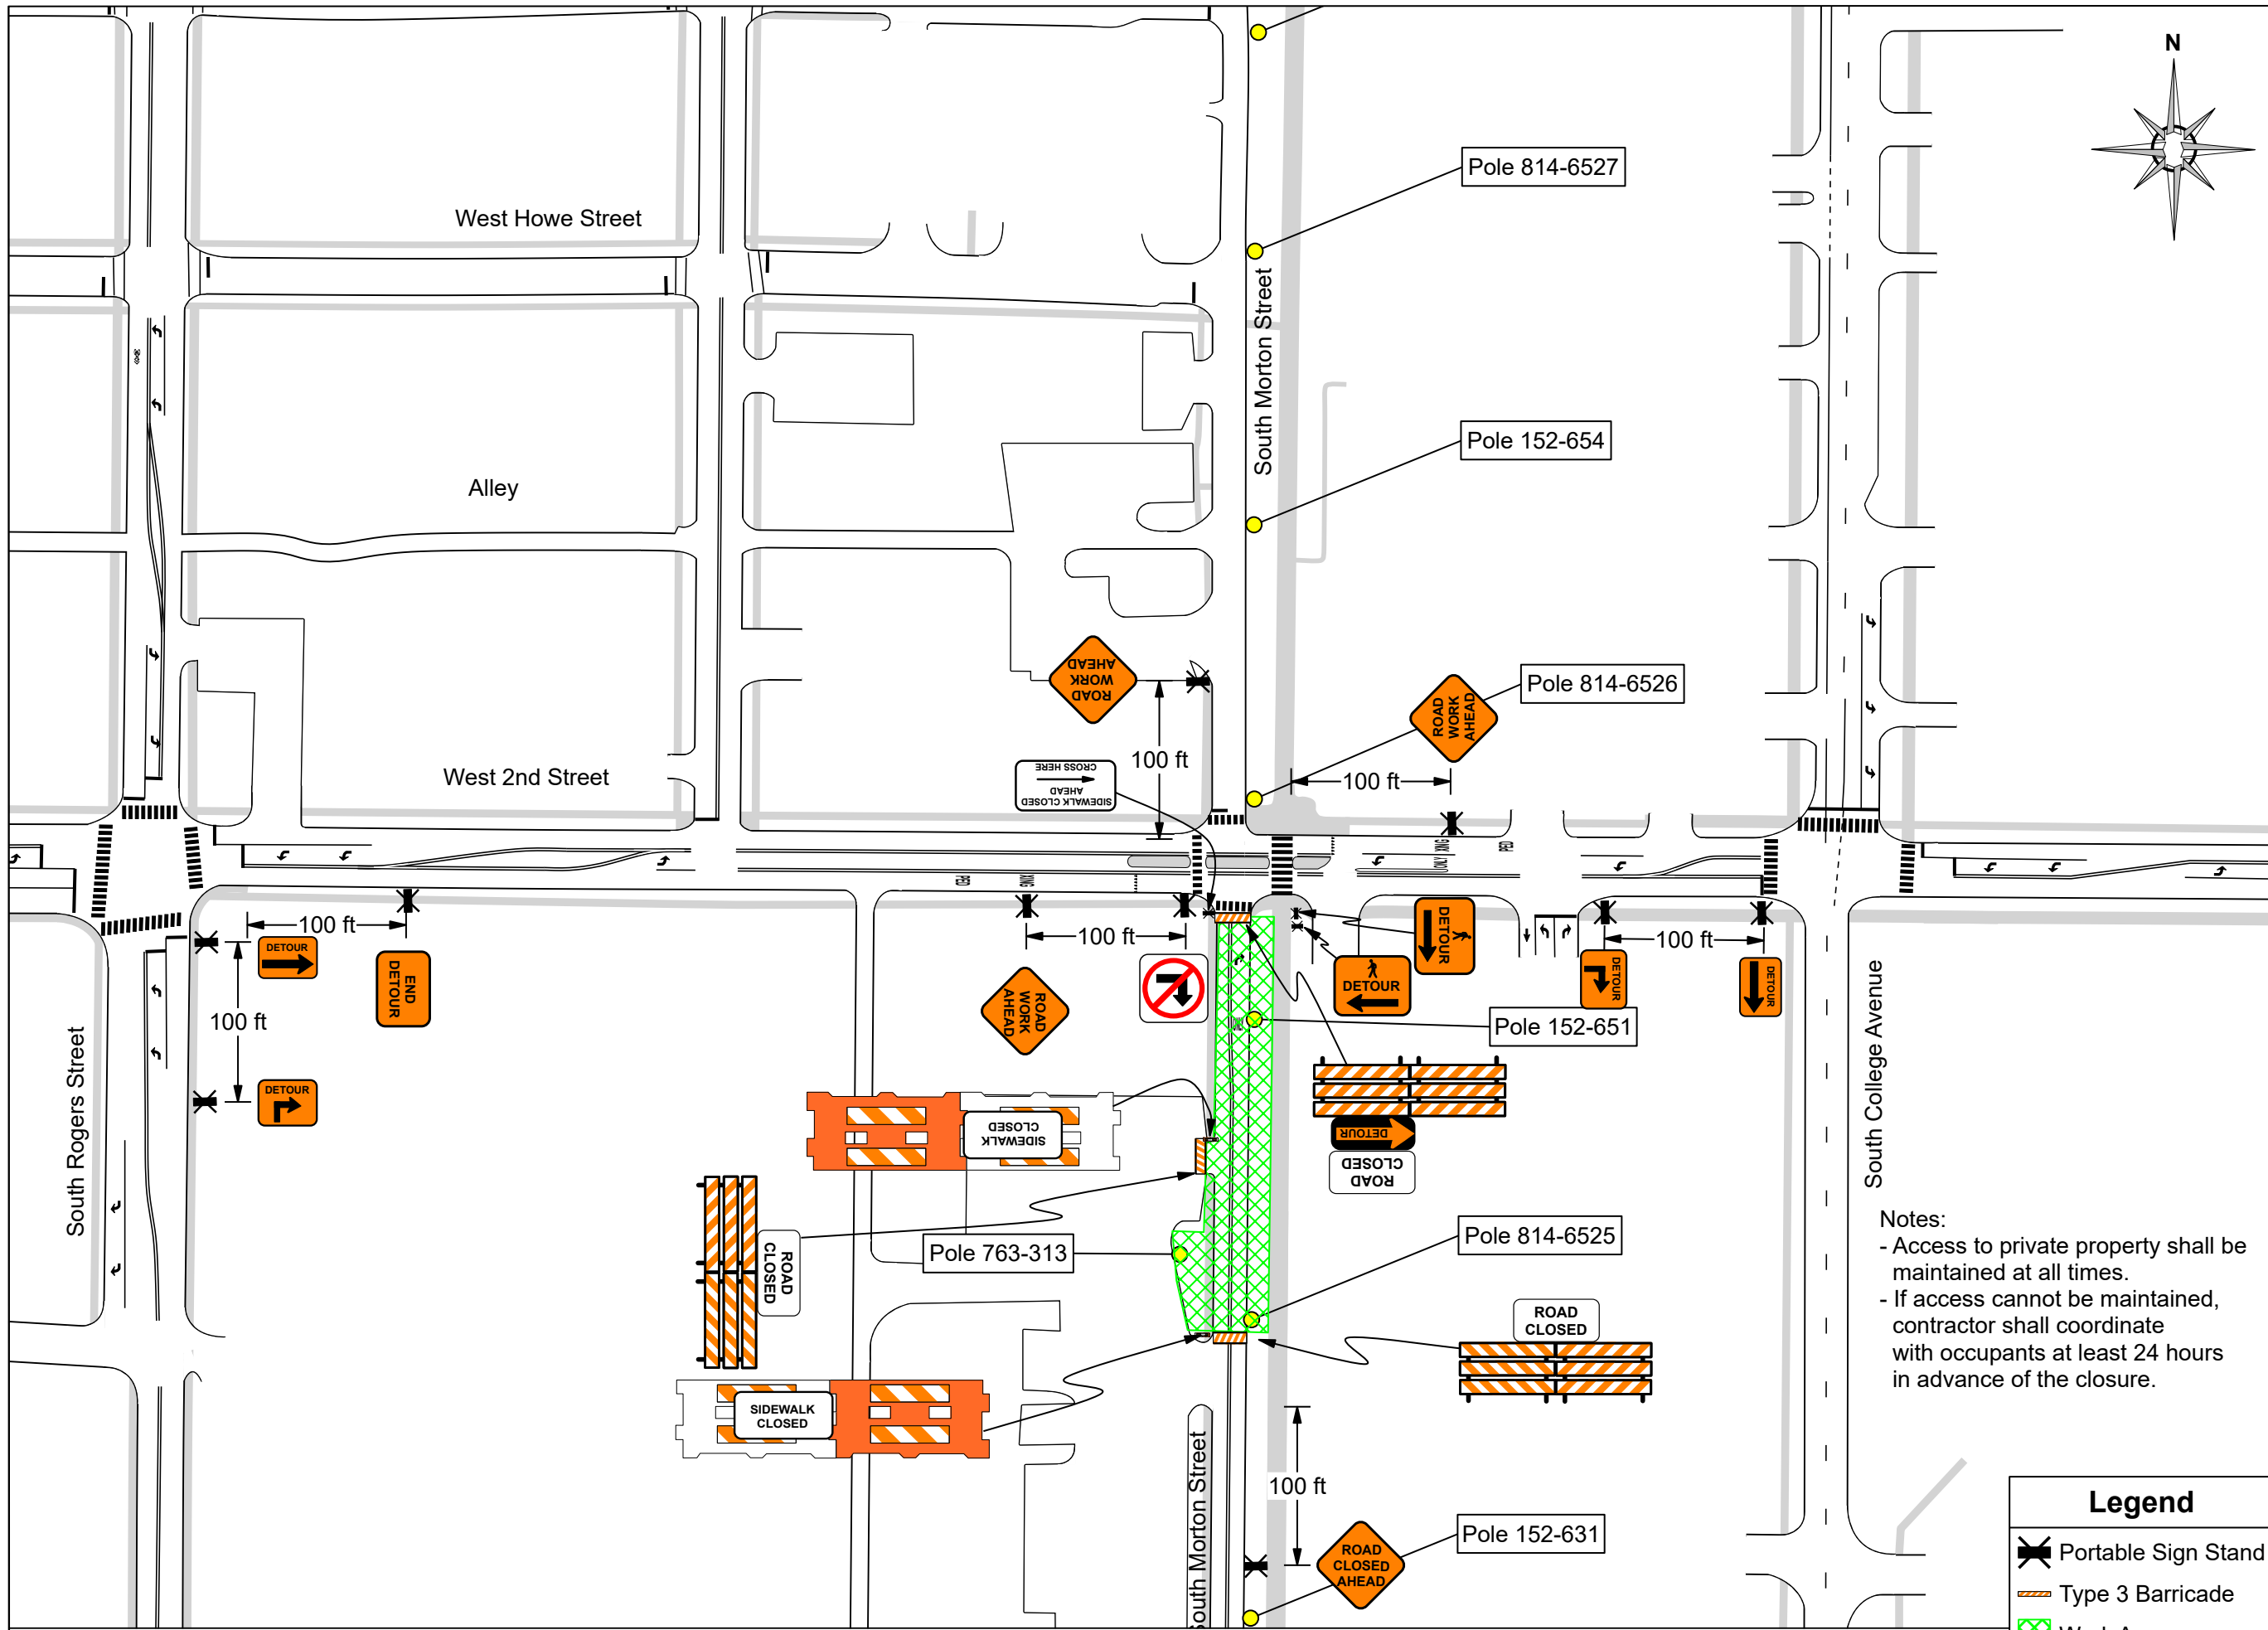 N
Pole 814-6527
West Howe Street
South Morton Street
Pole 152-654
Alley
ROAD
WORK
AHEAD
Pole 814-6526
ROAD
WORK
AHEAD
100 ft
SIDEWALK CLOSED
AHEAD
CROSS HERE
West 2nd Street
100 ft
PED
XING
ONLY
PED
XING
100 ft
DETOUR
END
DETOUR
100 ft
DETOUR
100 ft
ROAD
WORK
AHEAD
DETOUR
DETOUR
100 ft
DETOUR
DETOUR
ONLY
Pole 152-651
South Rogers Street
South College Avenue
SIDEWALK
CLOSED
DETOUR
ROAD
CLOSED
ROAD
CLOSED
Pole 763-313
Pole 814-6525
Notes:
- Access to private property shall be
maintained at all times.
- If access cannot be maintained,
contractor shall coordinate
with occupants at least 24 hours
in advance of the closure.
ROAD
CLOSED
SIDEWALK
CLOSED
South Morton Street
100 ft
ROAD
CLOSED
AHEAD
Pole 152-631
Legend
Portable Sign Stand
Type 3 Barricade